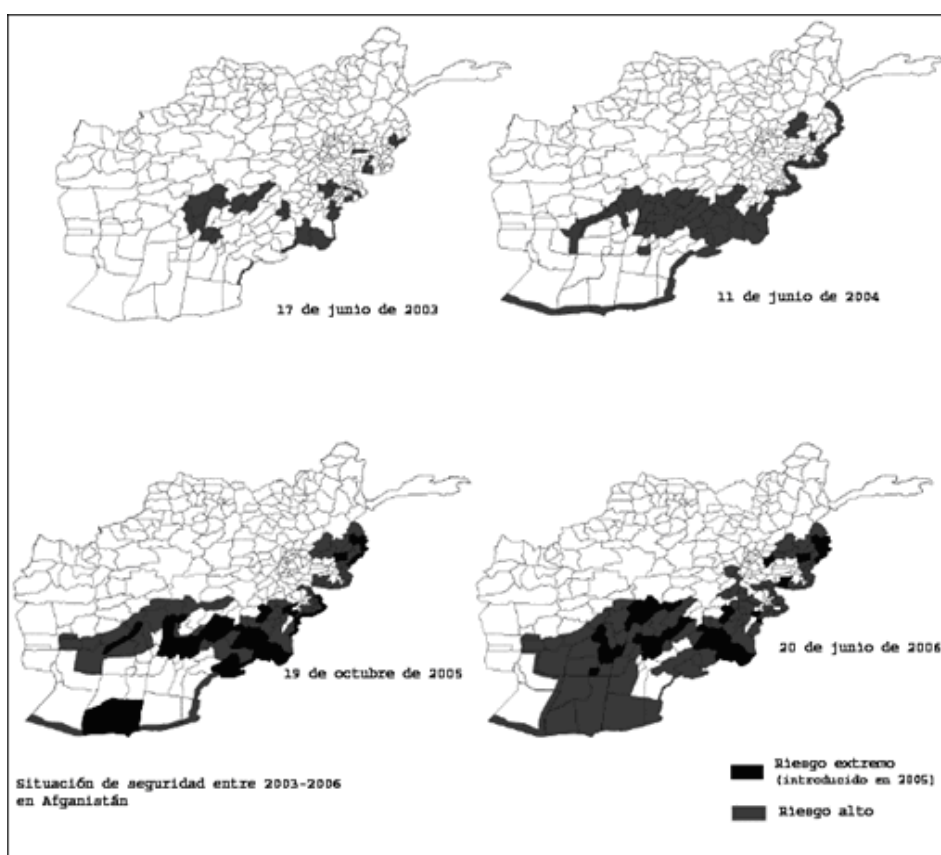 17 de junio de 2003
11 de junio de 2004
19 de octubre de 2005
20 de junio de 2006
Situación de seguridad entre 2003-2006
en Afganistán
Riesgo extremo
(introducido en 2005)
Riesgo alto